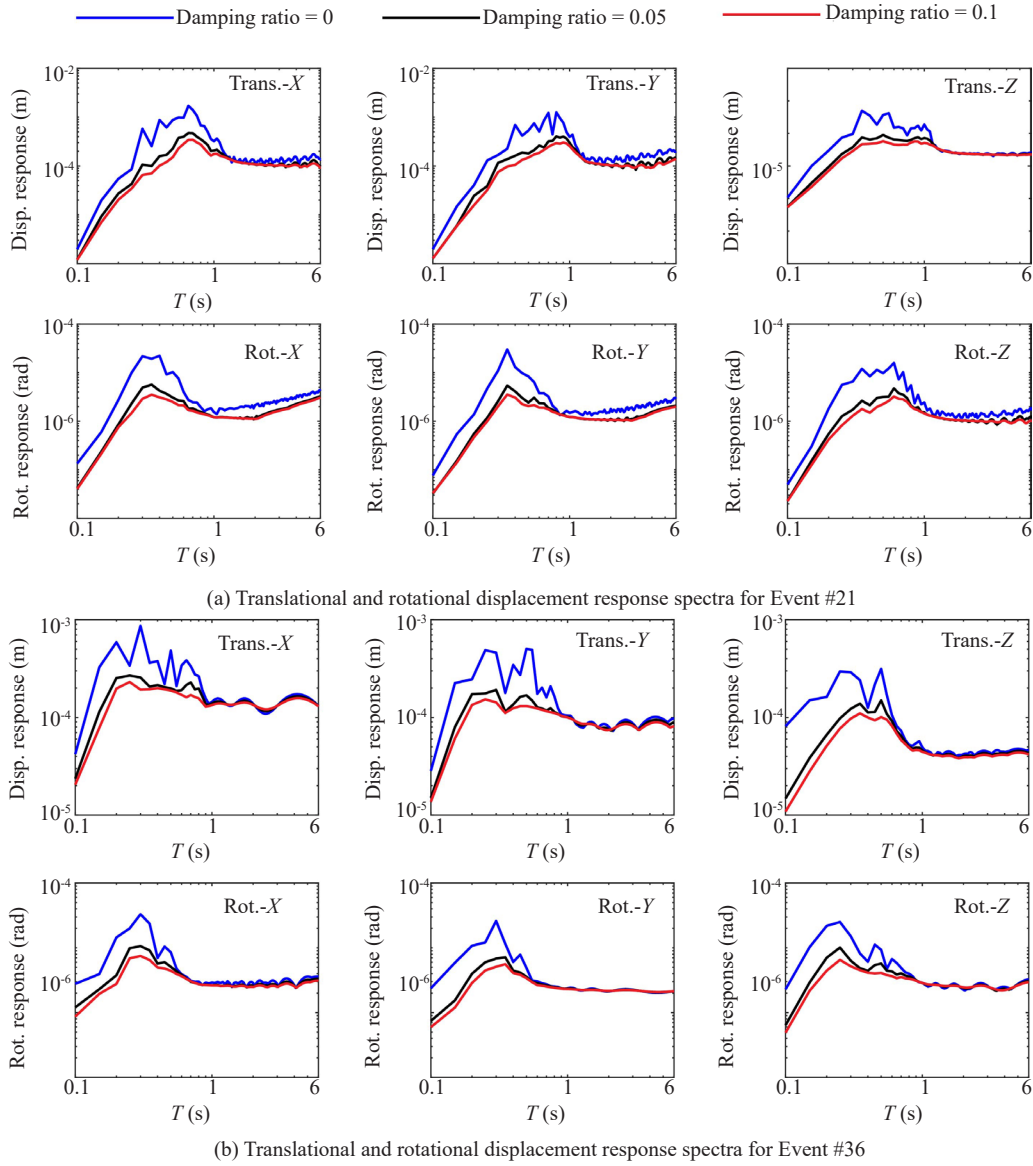 Damping ratio = 0 Damping ratio = 0.05 Damping ratio = 0.1
Disp. response (m) 10-2 10-4 Trans.-X 0.1 1 6 T (s)
Disp. response (m) 10-2 10-4 Trans.-Y 0.1 1 6 T (s)
Disp. response (m) 10-5 Trans.-Z 0.1 1 6 T (s)
Rot. response (rad) 10-4 10-6 Rot.-X 0.1 1 6 T (s)
Rot. response (rad) 10-4 10-6 Rot.-Y 0.1 1 6 T (s)
Rot. response (rad) 10-4 10-6 Rot.-Z 0.1 1 6 T (s)
(a) Translational and rotational displacement response spectra for Event #21
Disp. response (m) 10-3 10-4 10-5 Trans.-X 0.1 1 6 T (s)
Disp. response (m) 10-3 10-4 10-5 Trans.-Y 0.1 1 6 T (s)
Disp. response (m) 10-3 10-4 10-5 Trans.-Z 0.1 1 6 T (s)
Rot. response (rad) 10-4 10-6 Rot.-X 0.1 1 6 T (s)
Rot. response (rad) 10-4 10-6 Rot.-Y 0.1 1 6 T (s)
Rot. response (rad) 10-4 10-6 Rot.-Z 0.1 1 6 T (s)
(b) Translational and rotational displacement response spectra for Event #36